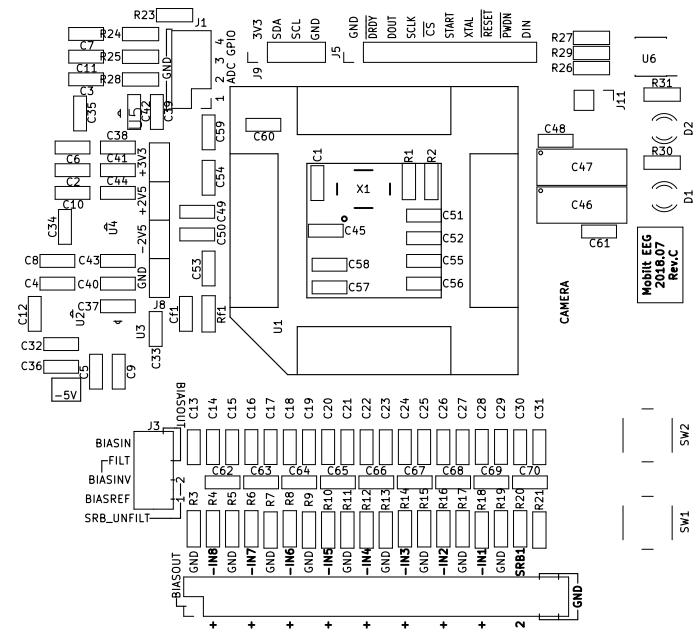 R23
J1
C7
R24
C11
R25
C3
R28
GND
ADC GPIO
1 2 3 4
3V3
SDA
SCL
GND
J9
J5
GND
DRDY
DOUT
SCLK
CS
START
XTAL
RESET
PWDN
DIN
R27
R29
R26
U6
J11
R31
D2
R30
D1
C35
U5
C42
C39
C59
C60
C48
C47
C46
C61
C38
C6
C41
C2
C44
C10
+3V3
+2V5
-2V5
GND
J8
C54
C49
C50
C53
C34
U4
C8
C43
C4
C40
C37
C12
U2
U3
C33
Cf1
Rf1
C32
C36
C5
C9
-5V
C1
X1
R1
R2
C45
C51
C52
C58
C55
C57
C56
U1
CAMERA
Mobilt EEG
2018.07
Rev.C
BIASOUT
C13
C14
C15
C16
C17
C18
C19
C20
C21
C22
C23
C24
C25
C26
C27
C28
C29
C30
C31
SW2
J3
BIASIN
FILT
BIASINV
BIASREF
SRB_UNFILT
1
2
C62
C63
C64
C65
C66
C67
C68
C69
C70
R3
R4
R5
R6
R7
R8
R9
R10
R11
R12
R13
R14
R15
R16
R17
R18
R19
R20
R21
SW1
BIASOUT
GND
-IN8
GND
-IN7
GND
-IN6
GND
-IN5
GND
-IN4
GND
-IN3
GND
-IN2
GND
-IN1
GND
SRB1
GND
+ + + + + + + + 2